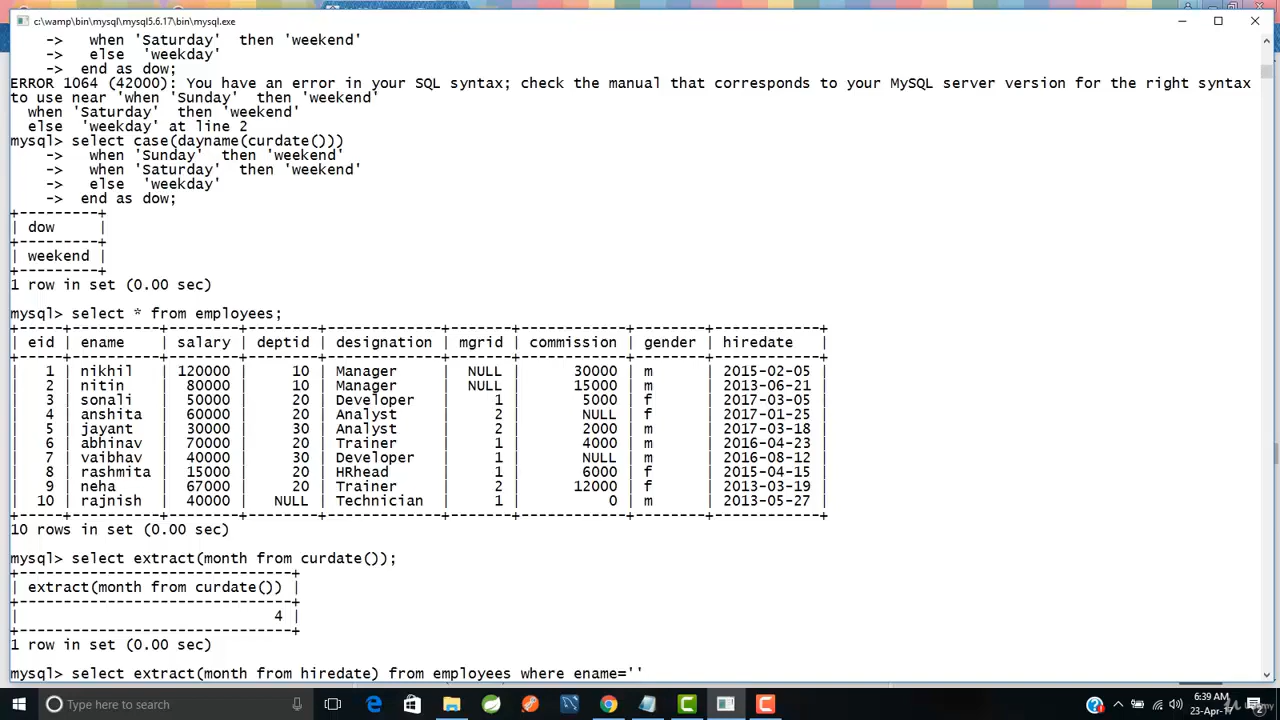 c:\wamp\bin\mysql\mysql5.6.17\bin\mysql.exe
    ->   when 'Saturday'  then 'weekend'
    ->   else  'weekday'
    ->  end as dow;
ERROR 1064 (42000): You have an error in your SQL syntax; check the manual that corresponds to your MySQL server version for the right syntax
to use near 'when 'Sunday'  then 'weekend'
  when 'Saturday'  then 'weekend'
  else  'weekday' at line 2
mysql> select case(dayname(curdate()))
    ->   when 'Sunday'  then 'weekend'
    ->   when 'Saturday'  then 'weekend'
    ->   else  'weekday'
    ->  end as dow;
+---------+
| dow     |
+---------+
| weekend |
+---------+
1 row in set (0.00 sec)
mysql> select * from employees;
+-----+----------+--------+--------+-------------+-------+------------+--------+------------+
| eid | ename    | salary | deptid | designation | mgrid | commission | gender | hiredate   |
+-----+----------+--------+--------+-------------+-------+------------+--------+------------+
|   1 | nikhil   | 120000 |     10 | Manager     |  NULL |      30000 | m      | 2015-02-05 |
|   2 | nitin    |  80000 |     10 | Manager     |  NULL |      15000 | m      | 2013-06-21 |
|   3 | sonali   |  50000 |     20 | Developer   |     1 |       5000 | f      | 2017-03-05 |
|   4 | anshita  |  60000 |     20 | Analyst     |     2 |       NULL | f      | 2017-01-25 |
|   5 | jayant   |  30000 |     30 | Analyst     |     2 |       2000 | m      | 2017-03-18 |
|   6 | abhinav  |  70000 |     20 | Trainer     |     1 |       4000 | m      | 2016-04-23 |
|   7 | vaibhav  |  40000 |     30 | Developer   |     1 |       NULL | m      | 2016-08-12 |
|   8 | rashmita |  15000 |     20 | HRhead      |     1 |       6000 | f      | 2015-04-15 |
|   9 | neha     |  67000 |     20 | Trainer     |     2 |      12000 | f      | 2013-03-19 |
|  10 | rajnish  |  40000 |   NULL | Technician  |     1 |          0 | m      | 2013-05-27 |
+-----+----------+--------+--------+-------------+-------+------------+--------+------------+
10 rows in set (0.00 sec)
mysql> select extract(month from curdate());
+-------------------------------+
| extract(month from curdate()) |
+-------------------------------+
|                             4 |
+-------------------------------+
1 row in set (0.00 sec)
mysql> select extract(month from hiredate) from employees where ename=''
Type here to search
6:39 AM
23-Apr-17